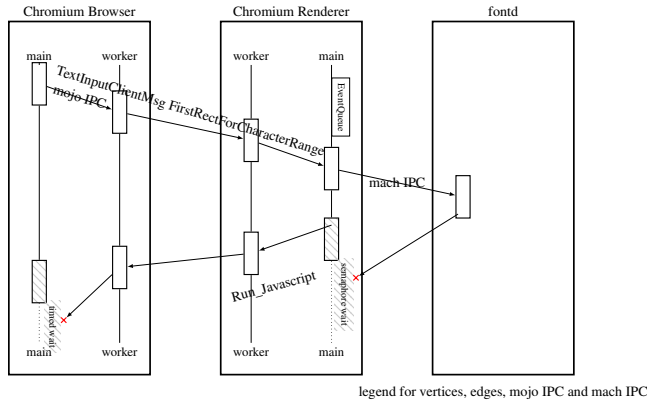 Chromium Browser
Chromium Renderer
fontd
main
worker
worker
main
TextInputClientMsg FirstRectForCharacterRange
mojo IPC
EventQueue
mach IPC
Run_Javascript
semaphore wait
timed wait
main
worker
worker
main
legend for vertices, edges, mojo IPC and mach IPC